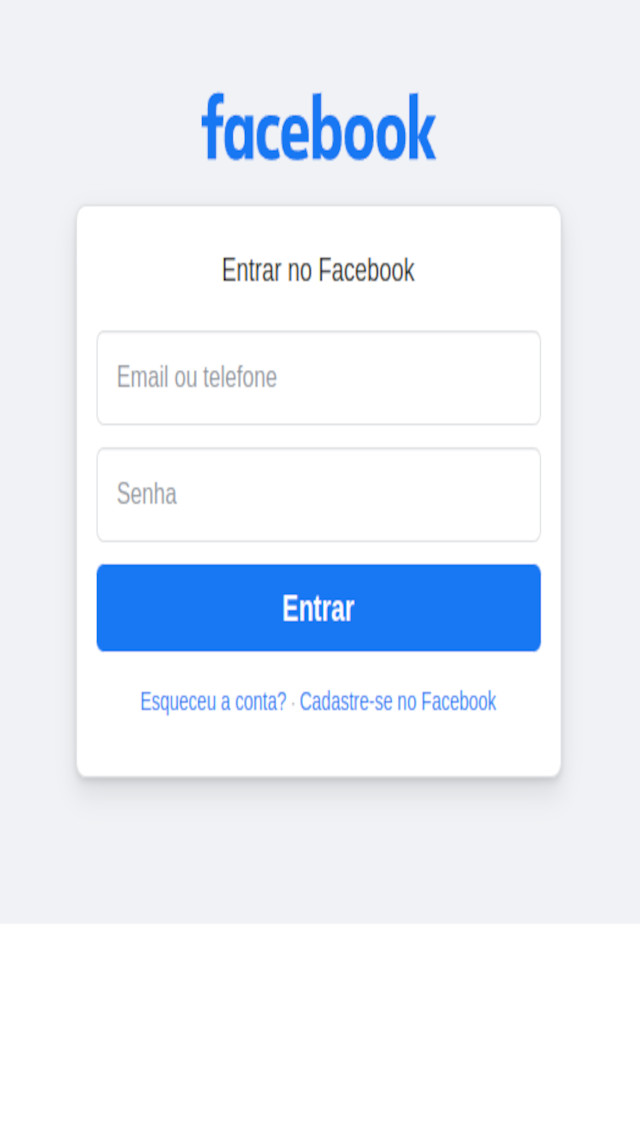 facebook
Entrar no Facebook
Email ou telefone
Senha
Entrar
Esqueceu a conta? · Cadastre-se no Facebook